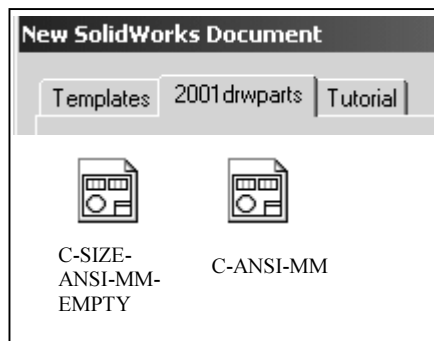 New SolidWorks Document
Templates 2001drwparts Tutorial
C-SIZE-
ANSI-MM-
EMPTY
C-ANSI-MM